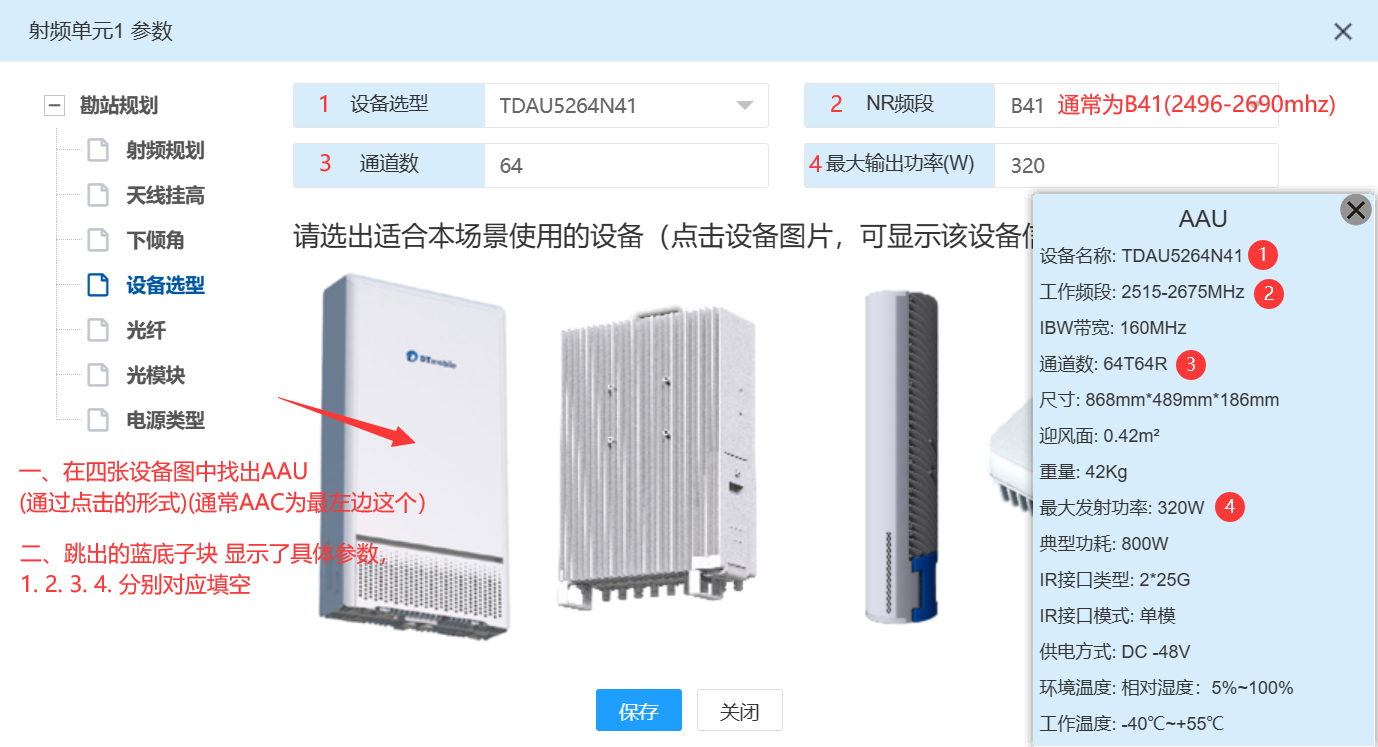 射频单元1 参数
勘站规划
射频规划
天线挂高
下倾角
设备选型
光纤
光模块
电源类型
1 设备选型 TDAU5264N41
2 NR频段 B41 通常为B41(2496-2690mhz)
3 通道数 64
4 最大输出功率(W) 320
请选出适合本场景使用的设备（点击设备图片，可显示该设备
一、在四张设备图中找出AAU
(通过点击的形式)(通常AAC为最左边这个）
二、跳出的蓝底子块 显示了具体参数,
1. 2. 3. 4. 分别对应填空
AAU
设备名称: TDAU5264N41 1
工作频段: 2515-2675MHz 2
IBW带宽: 160MHz
通道数: 64T64R 3
尺寸: 868mm*489mm*186mm
迎风面: 0.42m²
重量: 42Kg
最大发射功率: 320W 4
典型功耗: 800W
IR接口类型: 2*25G
IR接口模式: 单模
供电方式: DC -48V
环境温度: 相对湿度：5%~100%
工作温度: -40℃~+55℃
保存
关闭